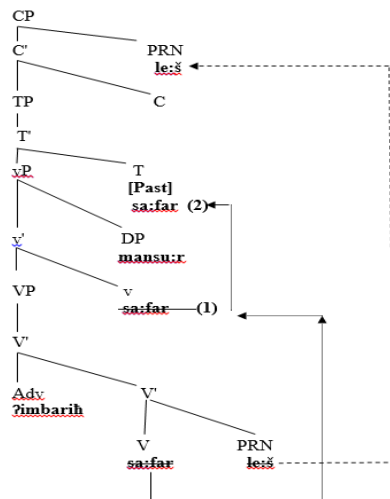 CP
C' PRN
le:š
TP C
T'
vP T
[Past]
sa:far (2)
v' DP
mansu:r
VP v
sa:far (1)
V'
Adv V'
?imbariħ
V PRN
sa:far le:š